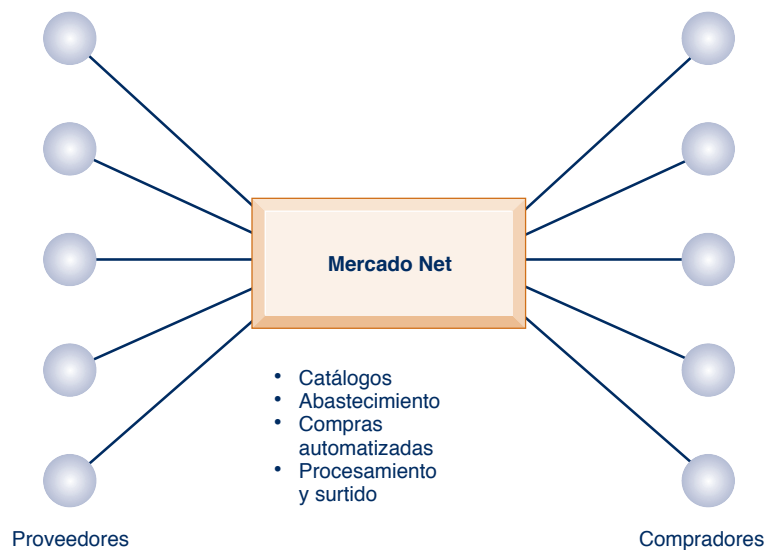 Mercado Net
• Catálogos
• Abastecimiento
• Compras
automatizadas
• Procesamiento
y surtido
Proveedores
Compradores